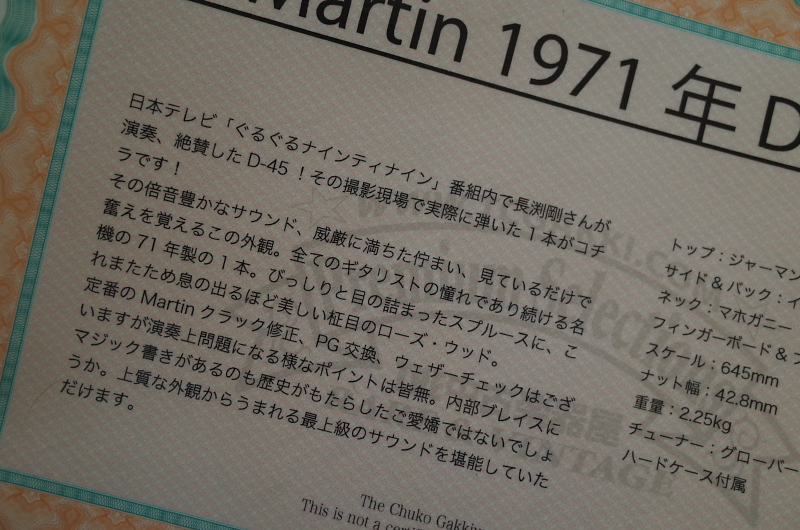 Martin 1971 年 D
日本テレビ「ぐるぐるナインティナイン」番組内で長渕剛さんが
演奏、絶賛した D-45 ！その撮影現場で実際に弾いた 1 本がコチ
ラです！
その倍音豊かなサウンド、威厳に満ちた佇まい、見ているだけで
奮えを覚えるこの外観。全てのギタリストの憧れであり続ける名
機の 71 年製の 1 本。びっしりと目の詰まったスプルースに、こ
れまたため息の出るほど美しい柾目のローズ・ウッド。
定番の Martin クラック修正、PG 交換、ウェザーチェックはござ
いますが演奏上問題になる様なポイントは皆無。内部ブレイスに
マジック書きがあるのも歴史がもたらしたご愛嬌ではないでしょ
うか。上質な外観からうまれる最上級のサウンドを堪能していた
だけます。
トップ：ジャーマン
サイド & バック：
ネック：マホガニー
フィンガーボード &
スケール：645mm
ナット幅：42.8mm
重量：2.25kg
チューナー：グローバー
ハードケース付属
The Chuko Gakki
This is not a